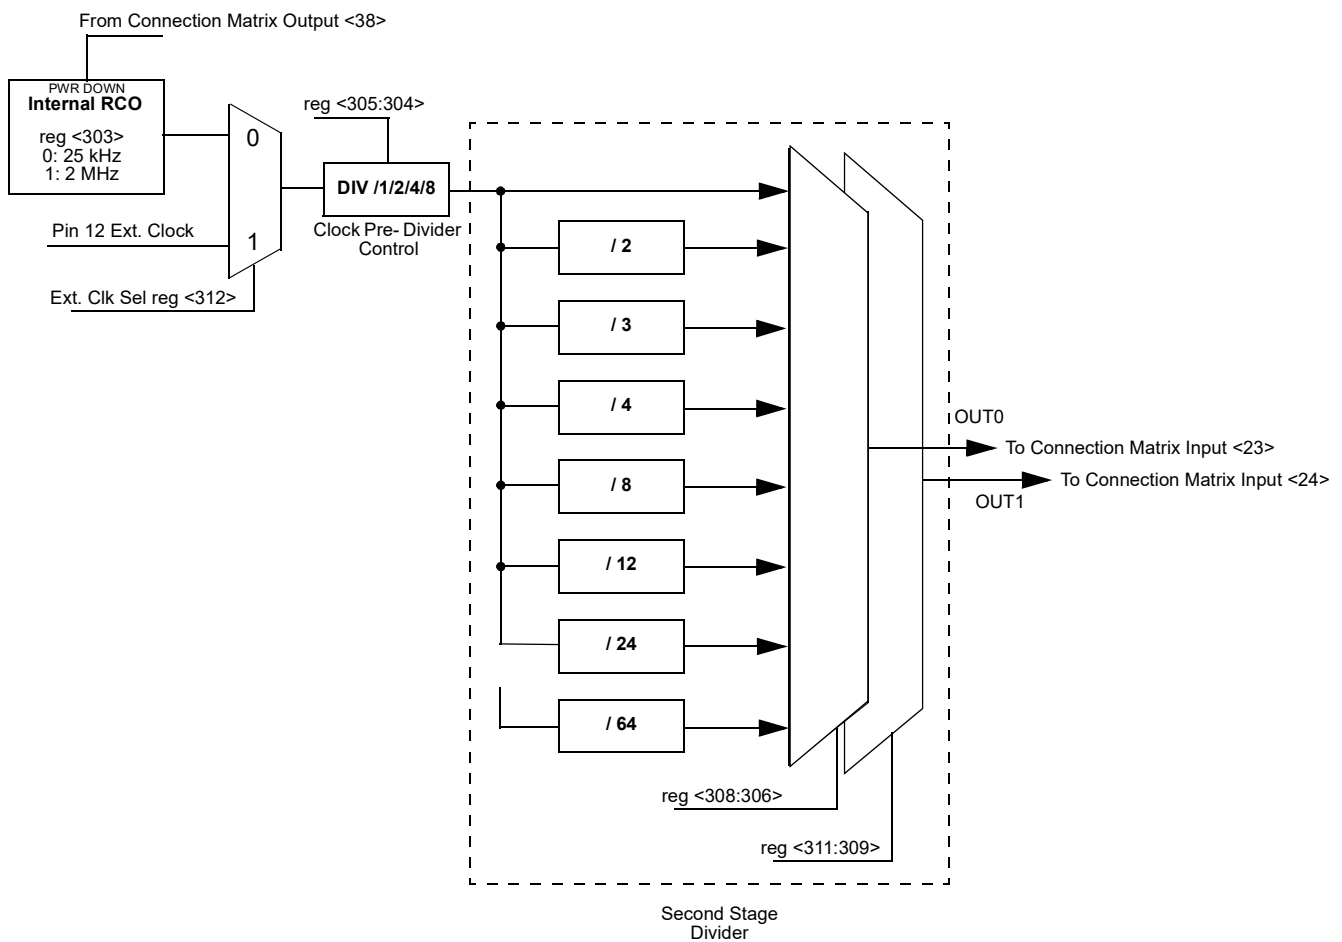 From Connection Matrix Output <38>
PWR DOWN
Internal RCO
reg <303>
0: 25 kHz
1: 2 MHz
0
1
Pin 12 Ext. Clock
Ext. Clk Sel reg <312>
reg <305:304>
DIV /1/2/4/8
Clock Pre- Divider
Control
/ 2
/ 3
/ 4
/ 8
/ 12
/ 24
/ 64
OUT0
To Connection Matrix Input <23>
To Connection Matrix Input <24>
OUT1
reg <308:306>
reg <311:309>
Second Stage
Divider